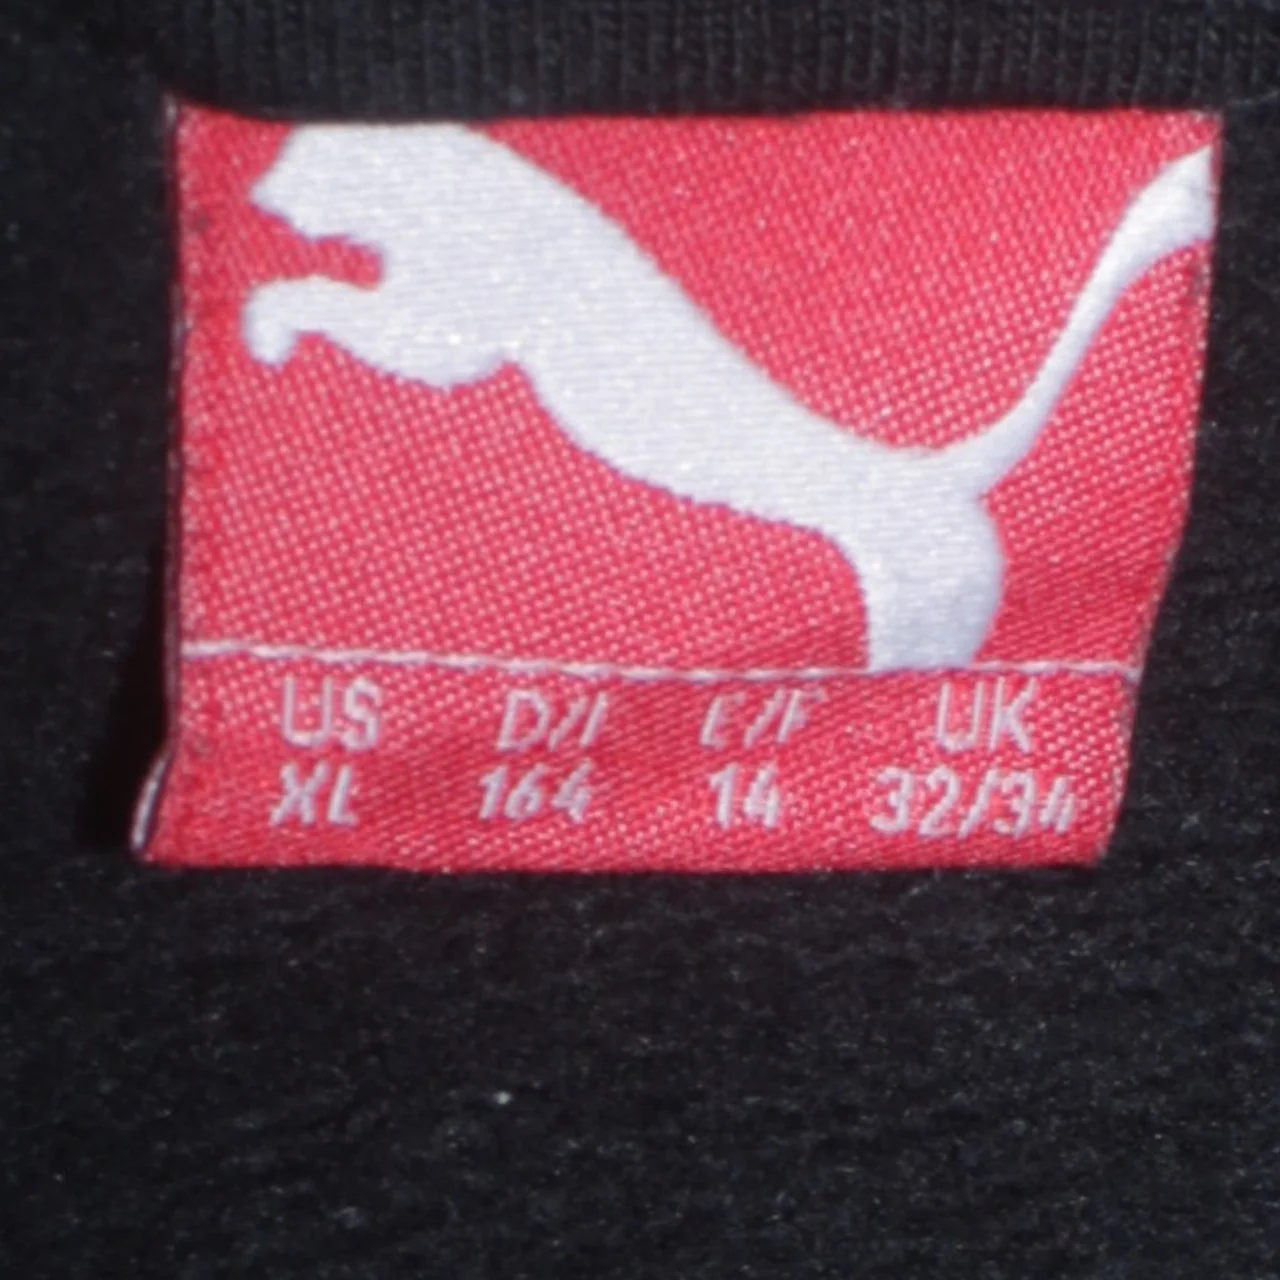 US D/I E/F UK
XL 164 14 32/34